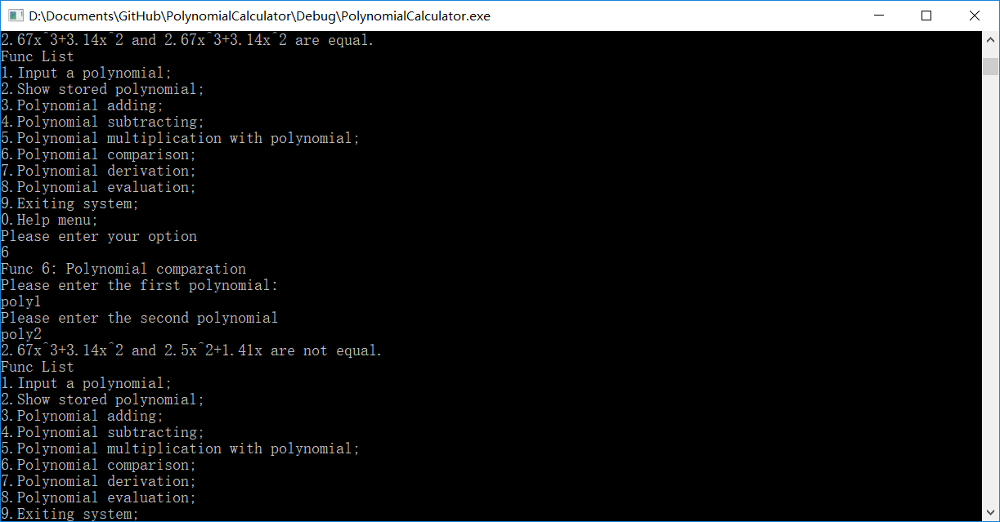 D:\Documents\GitHub\PolynomialCalculator\Debug\PolynomialCalculator.exe
2.67x^3+3.14x^2 and 2.67x^3+3.14x^2 are equal.
Func List
1.Input a polynomial;
2.Show stored polynomial;
3.Polynomial adding;
4.Polynomial subtracting;
5.Polynomial multiplication with polynomial;
6.Polynomial comparison;
7.Polynomial derivation;
8.Polynomial evaluation;
9.Exiting system;
0.Help menu;
Please enter your option
6
Func 6: Polynomial comparation
Please enter the first polynomial:
poly1
Please enter the second polynomial
poly2
2.67x^3+3.14x^2 and 2.5x^2+1.41x are not equal.
Func List
1.Input a polynomial;
2.Show stored polynomial;
3.Polynomial adding;
4.Polynomial subtracting;
5.Polynomial multiplication with polynomial;
6.Polynomial comparison;
7.Polynomial derivation;
8.Polynomial evaluation;
9.Exiting system;